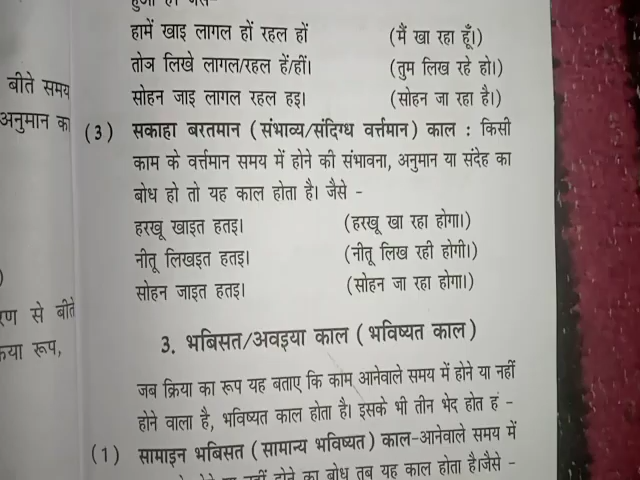 हामें खाइ लागल हों रहल हों (मैं खा रहा हूँ।)
तोञ लिखे लागल/रहल हें/हीं। (तुम लिख रहे हो।)
सोहन जाइ लागल रहल हइ। (सोहन जा रहा है।)
बीते समय
अनुमान का
(3) सकाहा बरतमान (संभाव्य/संदिग्ध वर्त्तमान) काल : किसी
काम के वर्त्तमान समय में होने की संभावना, अनुमान या संदेह का
बोध हो तो यह काल होता है। जैसे -
हरखू खाइत हतइ। (हरखू खा रहा होगा।)
नीतू लिखइत हतइ। (नीतू लिख रही होगी।)
सोहन जाइत हतइ। (सोहन जा रहा होगा।)
से बीते
रूप,
3. भबिसत/अवइया काल (भविष्यत काल)
जब क्रिया का रूप यह बताए कि काम आनेवाले समय में होने या नहीं
होने वाला है, भविष्यत काल होता है। इसके भी तीन भेद होत हं -
(1) सामाइन भबिसत (सामान्य भविष्यत) काल-आनेवाले समय में
होने का बोध तब यह काल होता है।जैसे -